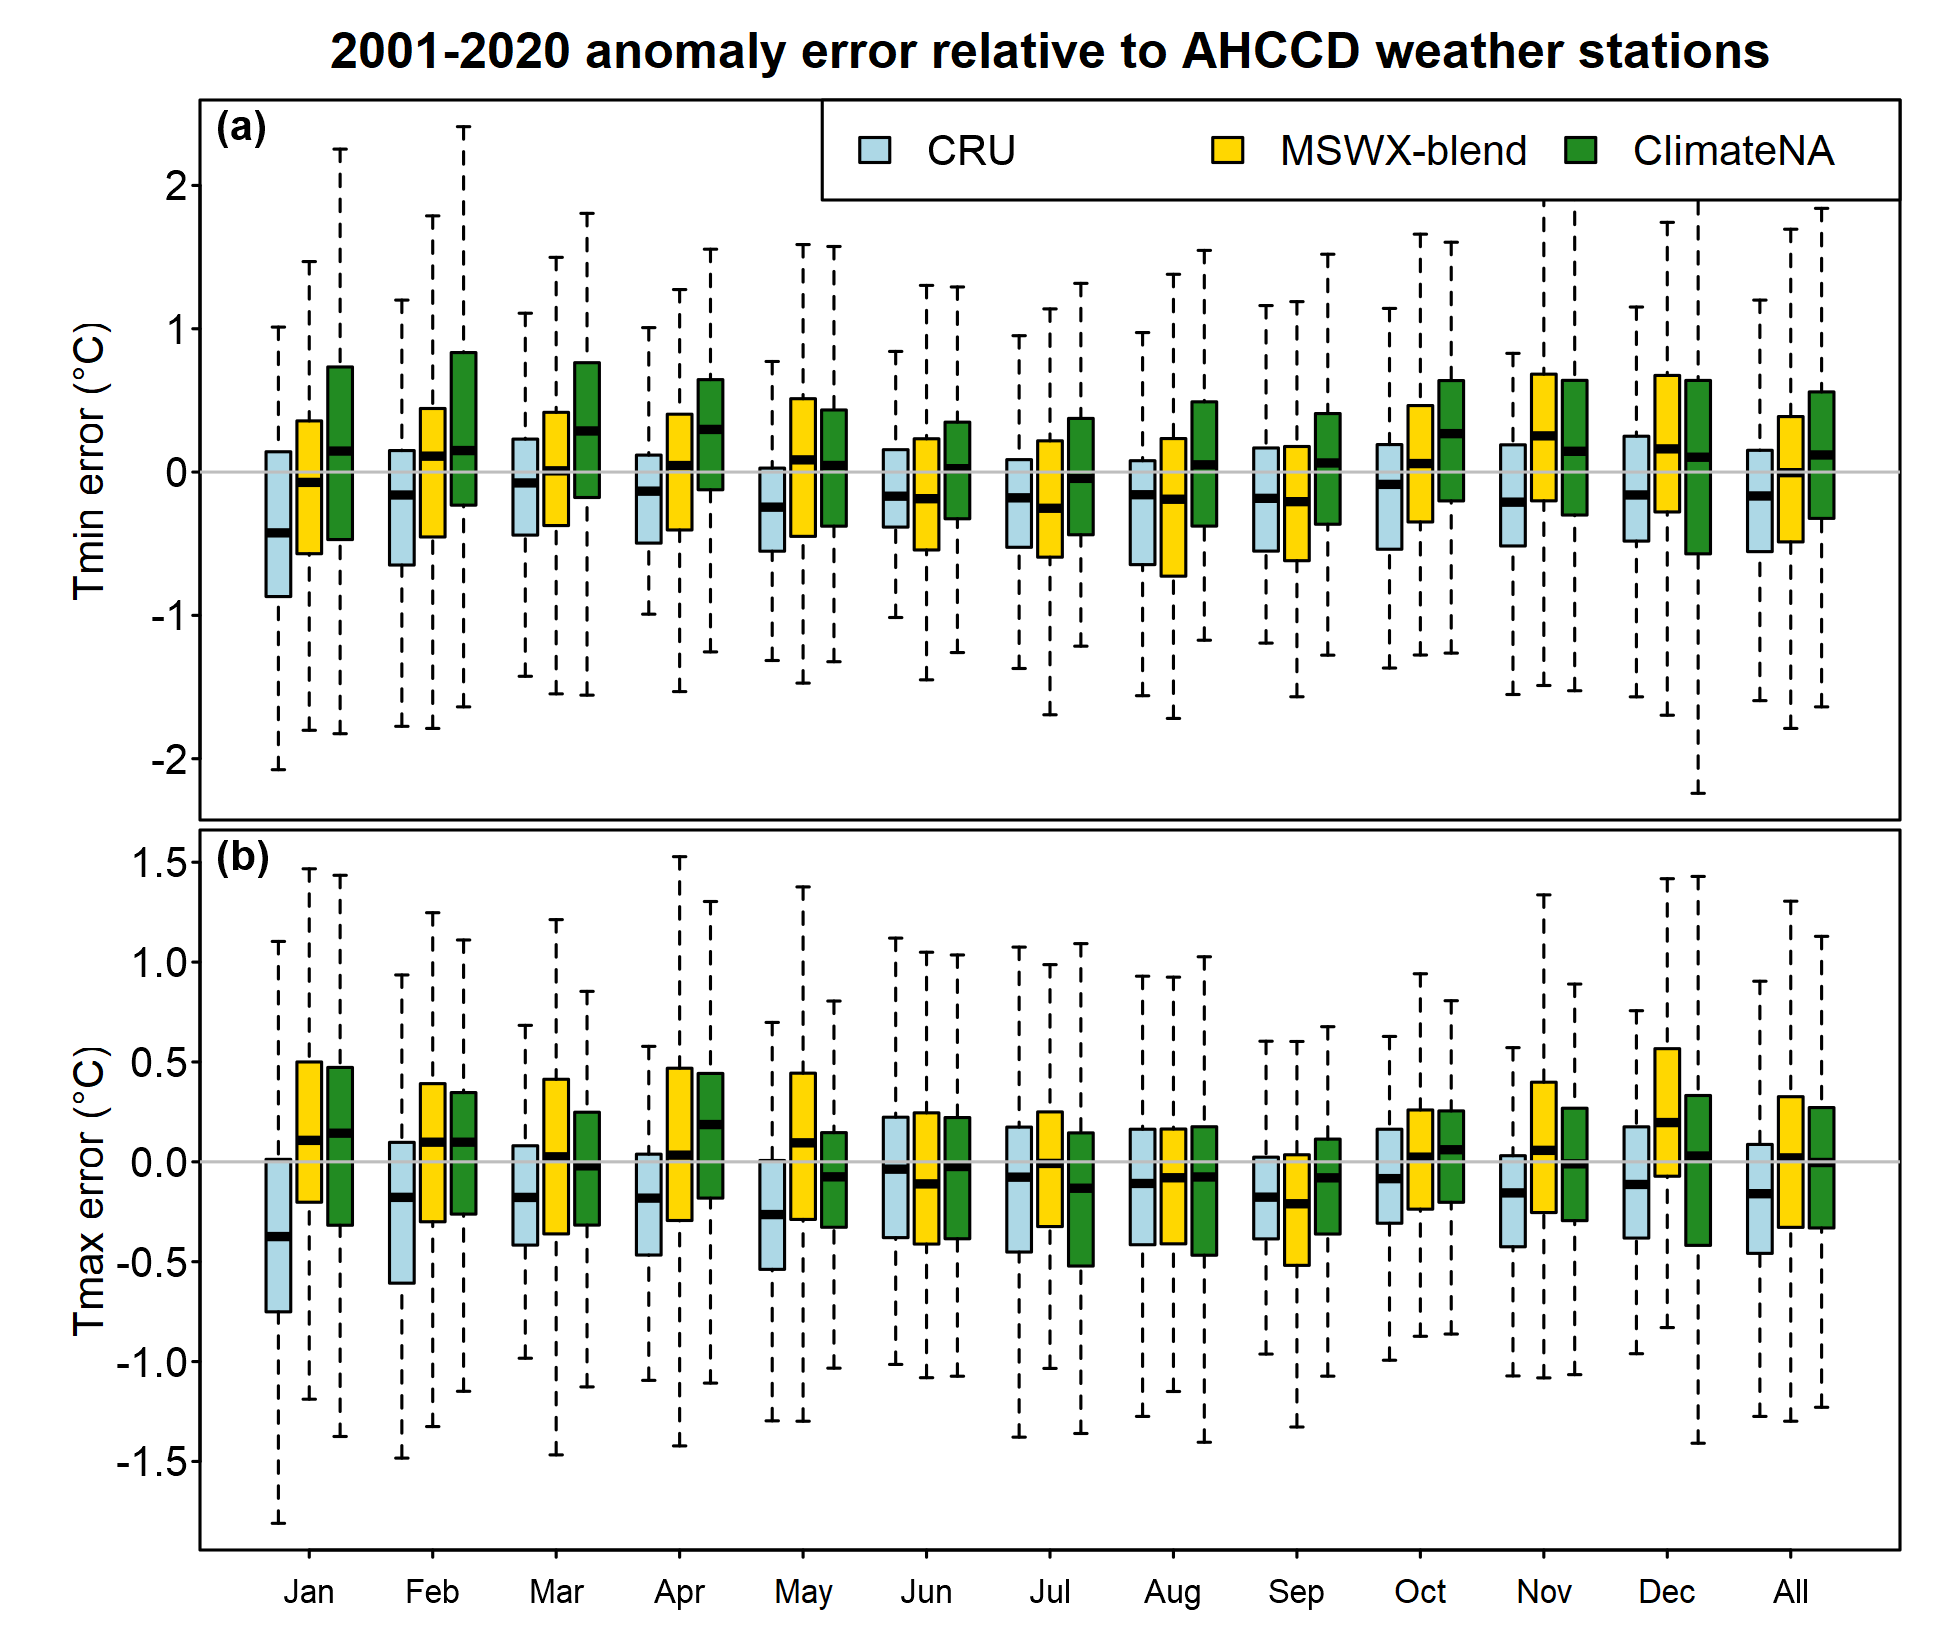 2001-2020 anomaly error relative to AHCCD weather stations
(a)
CRU MSWX-blend ClimateNA
Tmin error (°C)
2
1
0
-1
-2
(b)
Tmax error (°C)
1.5
1.0
0.5
0.0
-0.5
-1.0
-1.5
Jan Feb Mar Apr May Jun Jul Aug Sep Oct Nov Dec All